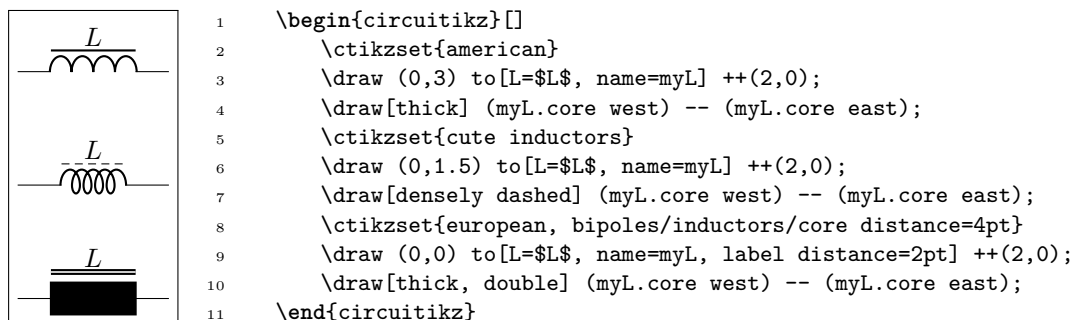 L
L
L
1 \begin{circuitikz}[]
2 \ctikzset{american}
3 \draw (0,3) to[L=$L$, name=myL] ++(2,0);
4 \draw[thick] (myL.core west) -- (myL.core east);
5 \ctikzset{cute inductors}
6 \draw (0,1.5) to[L=$L$, name=myL] ++(2,0);
7 \draw[densely dashed] (myL.core west) -- (myL.core east);
8 \ctikzset{european, bipoles/inductors/core distance=4pt}
9 \draw (0,0) to[L=$L$, name=myL, label distance=2pt] ++(2,0);
10 \draw[thick, double] (myL.core west) -- (myL.core east);
11 \end{circuitikz}